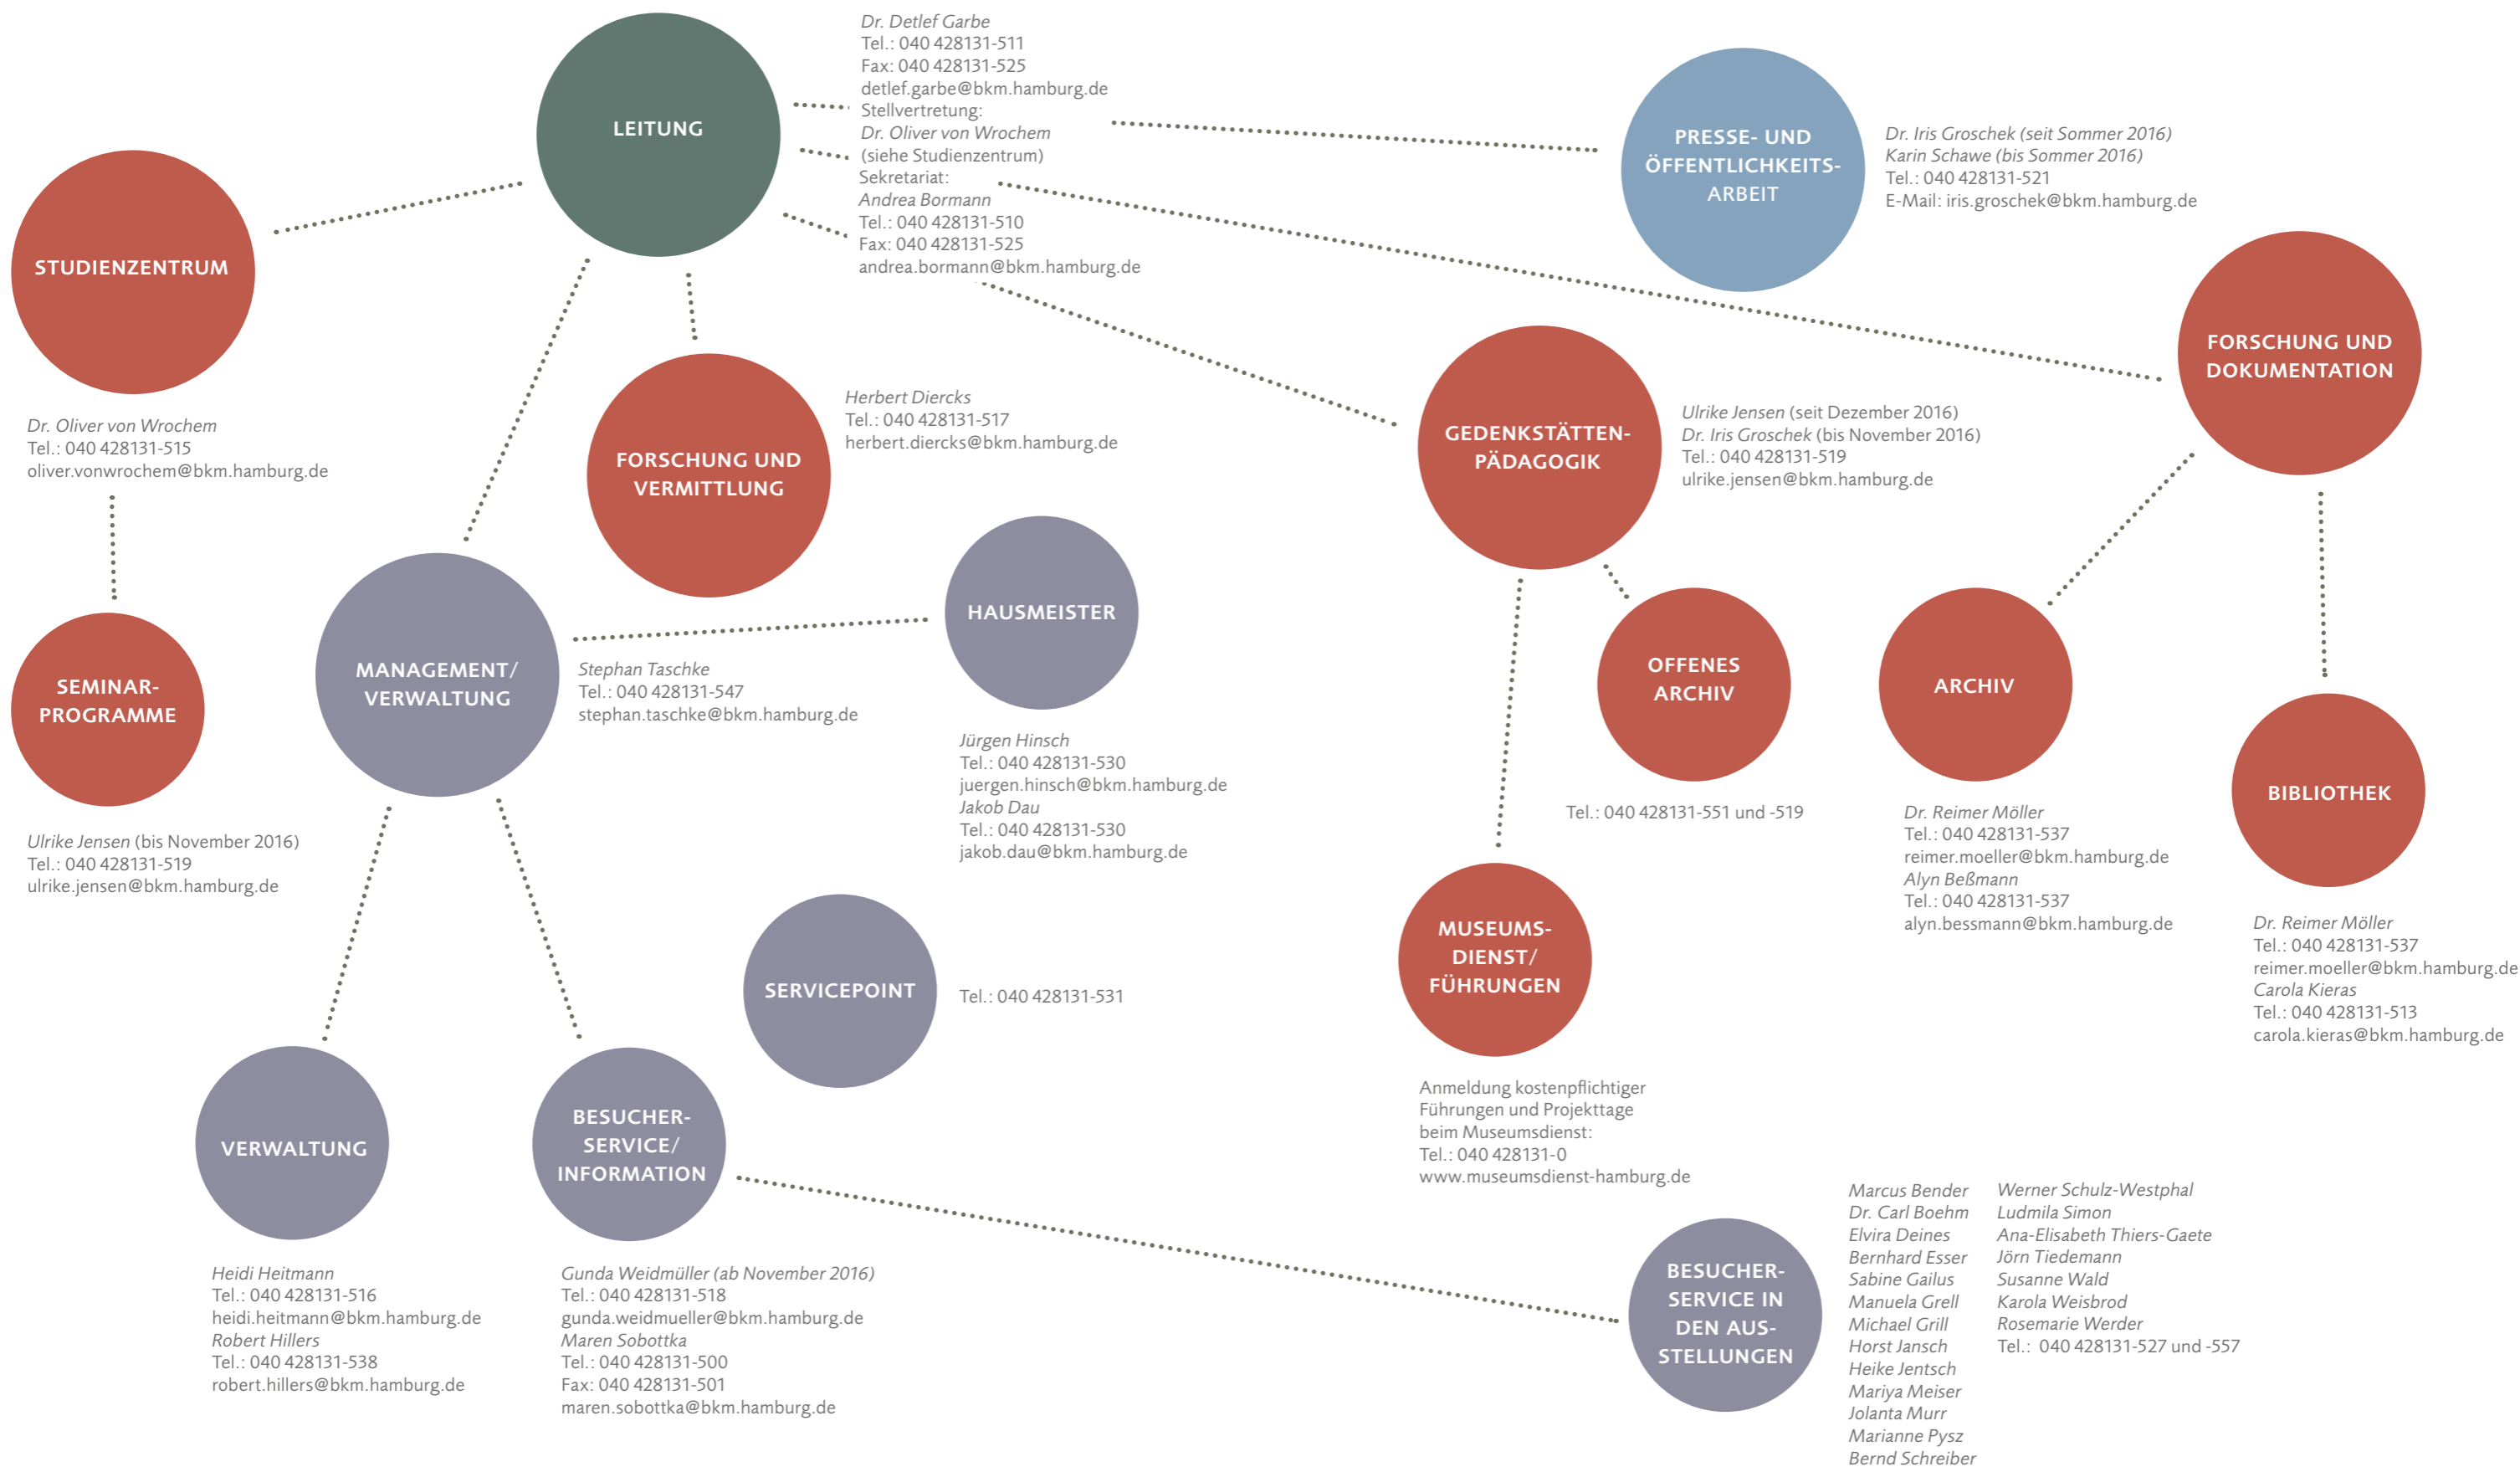 LEITUNG
Dr. Detlef Garbe
Tel.: 040 428131-511
Fax: 040 428131-525
detlef.garbe@bkm.hamburg.de
Stellvertretung:
Dr. Oliver von Wrochem
(siehe Studienzentrum)
Sekretariat:
Andrea Bormann
Tel.: 040 428131-510
Fax: 040 428131-525
andrea.bormann@bkm.hamburg.de
PRESSE- UND
ÖFFENTLICHKEITS-
ARBEIT
Dr. Iris Groschek (seit Sommer 2016)
Karin Schawe (bis Sommer 2016)
Tel.: 040 428131-521
E-Mail: iris.groschek@bkm.hamburg.de
STUDIENZENTRUM
Dr. Oliver von Wrochem
Tel.: 040 428131-515
oliver.vonwrochem@bkm.hamburg.de
FORSCHUNG UND
VERMITTLUNG
Herbert Diercks
Tel.: 040 428131-517
herbert.diercks@bkm.hamburg.de
GEDENKSTÄTTEN-
PÄDAGOGIK
Ulrike Jensen (seit Dezember 2016)
Dr. Iris Groschek (bis November 2016)
Tel.: 040 428131-519
ulrike.jensen@bkm.hamburg.de
FORSCHUNG UND
DOKUMENTATION
SEMINAR-
PROGRAMME
Ulrike Jensen (bis November 2016)
Tel.: 040 428131-519
ulrike.jensen@bkm.hamburg.de
MANAGEMENT/
VERWALTUNG
Stephan Taschke
Tel.: 040 428131-547
stephan.taschke@bkm.hamburg.de
HAUSMEISTER
Jürgen Hinsch
Tel.: 040 428131-530
juergen.hinsch@bkm.hamburg.de
Jakob Dau
Tel.: 040 428131-530
jakob.dau@bkm.hamburg.de
OFFENES
ARCHIV
Tel.: 040 428131-551 und -519
ARCHIV
Dr. Reimer Möller
Tel.: 040 428131-537
reimer.moeller@bkm.hamburg.de
Alyn Beßmann
Tel.: 040 428131-537
alyn.bessmann@bkm.hamburg.de
BIBLIOTHEK
Dr. Reimer Möller
Tel.: 040 428131-537
reimer.moeller@bkm.hamburg.de
Carola Kieras
Tel.: 040 428131-513
carola.kieras@bkm.hamburg.de
SERVICEPOINT
Tel.: 040 428131-531
MUSEUMS-
DIENST/
FÜHRUNGEN
Anmeldung kostenpflichtiger
Führungen und Projekttage
beim Museumsdienst:
Tel.: 040 428131-0
www.museumsdienst-hamburg.de
VERWALTUNG
Heidi Heitmann
Tel.: 040 428131-516
heidi.heitmann@bkm.hamburg.de
Robert Hillers
Tel.: 040 428131-538
robert.hillers@bkm.hamburg.de
BESUCHER-
SERVICE/
INFORMATION
Gunda Weidmüller (ab November 2016)
Tel.: 040 428131-518
gunda.weidmueller@bkm.hamburg.de
Maren Sobottka
Tel.: 040 428131-500
Fax: 040 428131-501
maren.sobottka@bkm.hamburg.de
BESUCHER-
SERVICE IN
DEN AUS-
STELLUNGEN
Marcus Bender
Dr. Carl Boehm
Elvira Deines
Bernhard Esser
Sabine Gailus
Manuela Grell
Michael Grill
Horst Jansch
Heike Jentsch
Mariya Meiser
Jolanta Murr
Marianne Pysz
Bernd Schreiber
Werner Schulz-Westphal
Ludmila Simon
Ana-Elisabeth Thiers-Gaete
Jörn Tiedemann
Susanne Wald
Karola Weisbrod
Rosemarie Werder
Tel.: 040 428131-527 und -557